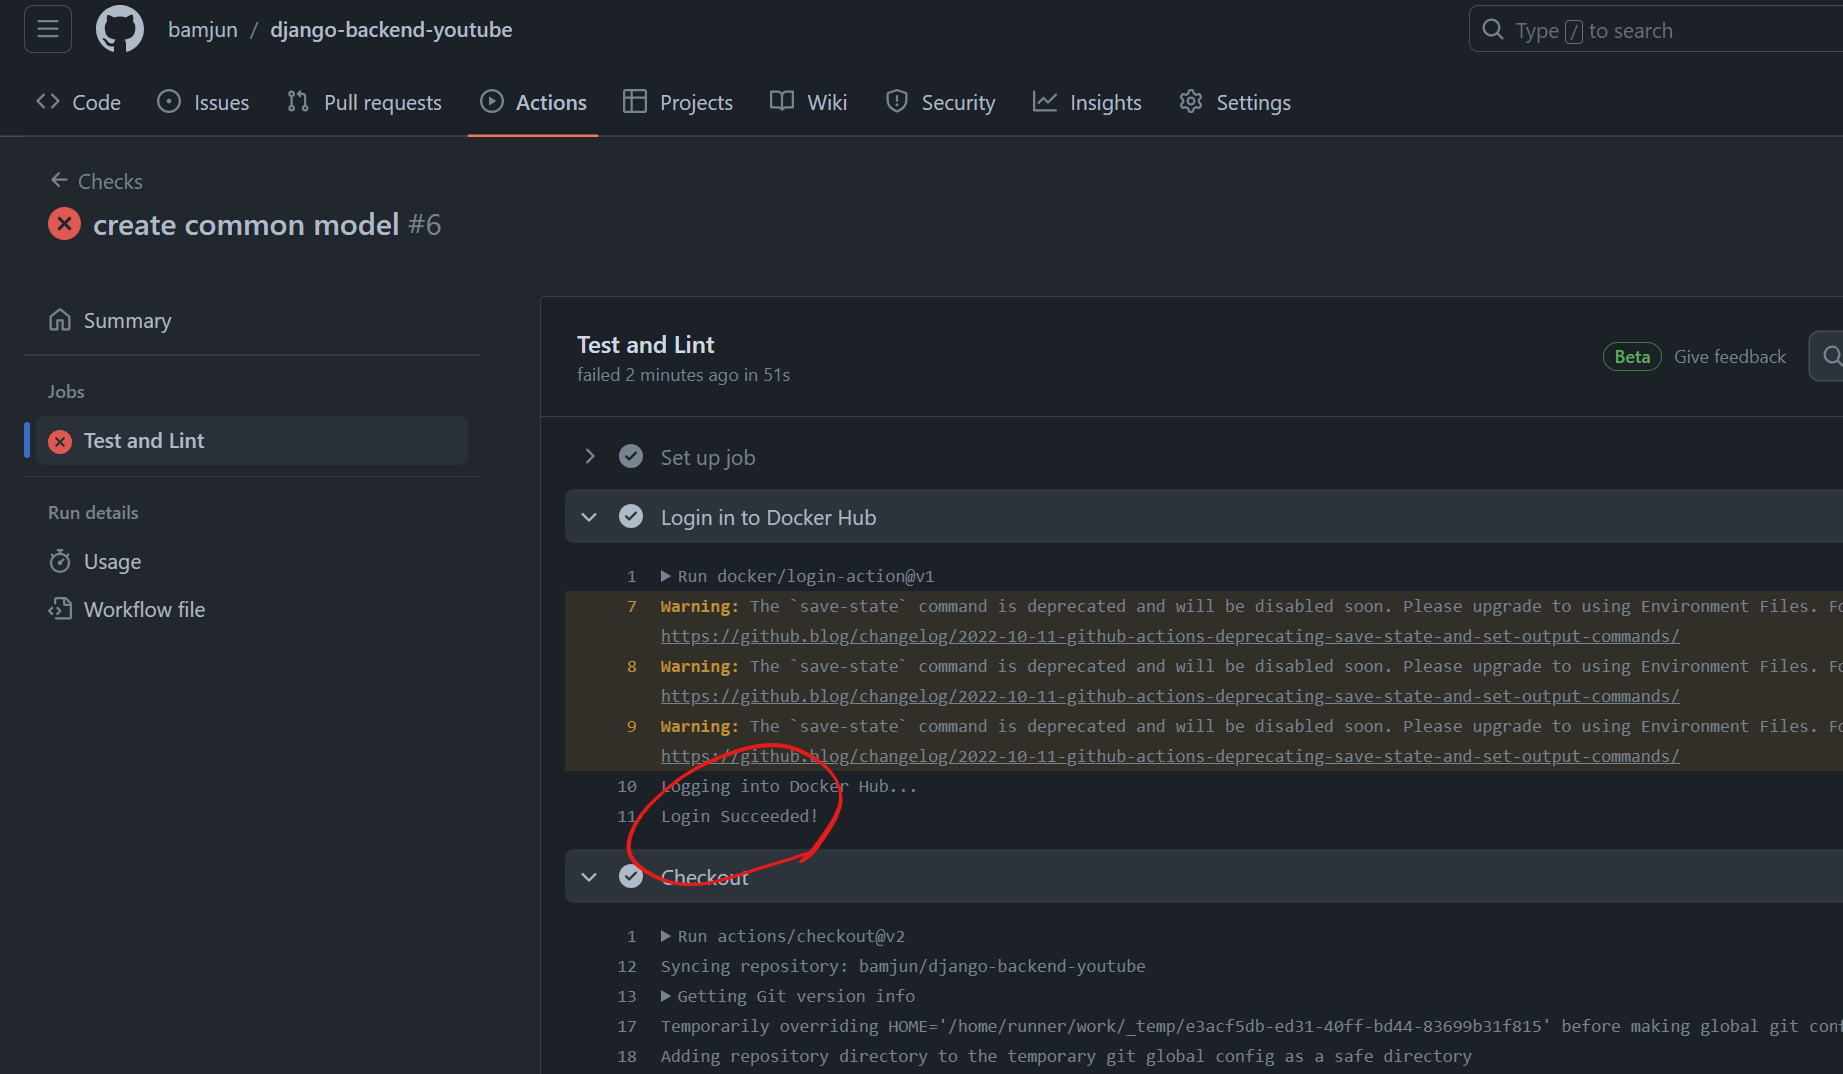 bamjun / django-backend-youtube
Type / to search
Code Issues Pull requests Actions Projects Wiki Security Insights Settings
Checks
create common model #6
Summary
Jobs
Test and Lint
Run details
Usage
Workflow file
Test and Lint
failed 2 minutes ago in 51s
Beta Give feedback
Set up job
Login in to Docker Hub
1 Run docker/login-action@v1
7 Warning: The `save-state` command is deprecated and will be disabled soon. Please upgrade to using Environment Files. Fo
https://github.blog/changelog/2022-10-11-github-actions-deprecating-save-state-and-set-output-commands/
8 Warning: The `save-state` command is deprecated and will be disabled soon. Please upgrade to using Environment Files. Fo
https://github.blog/changelog/2022-10-11-github-actions-deprecating-save-state-and-set-output-commands/
9 Warning: The `save-state` command is deprecated and will be disabled soon. Please upgrade to using Environment Files. Fo
https://github.blog/changelog/2022-10-11-github-actions-deprecating-save-state-and-set-output-commands/
10 Logging into Docker Hub...
11 Login Succeeded!
Checkout
1 Run actions/checkout@v2
12 Syncing repository: bamjun/django-backend-youtube
13 Getting Git version info
17 Temporarily overriding HOME='/home/runner/work/_temp/e3acf5db-ed31-40ff-bd44-83699b31f815' before making global git conf
18 Adding repository directory to the temporary git global config as a safe directory